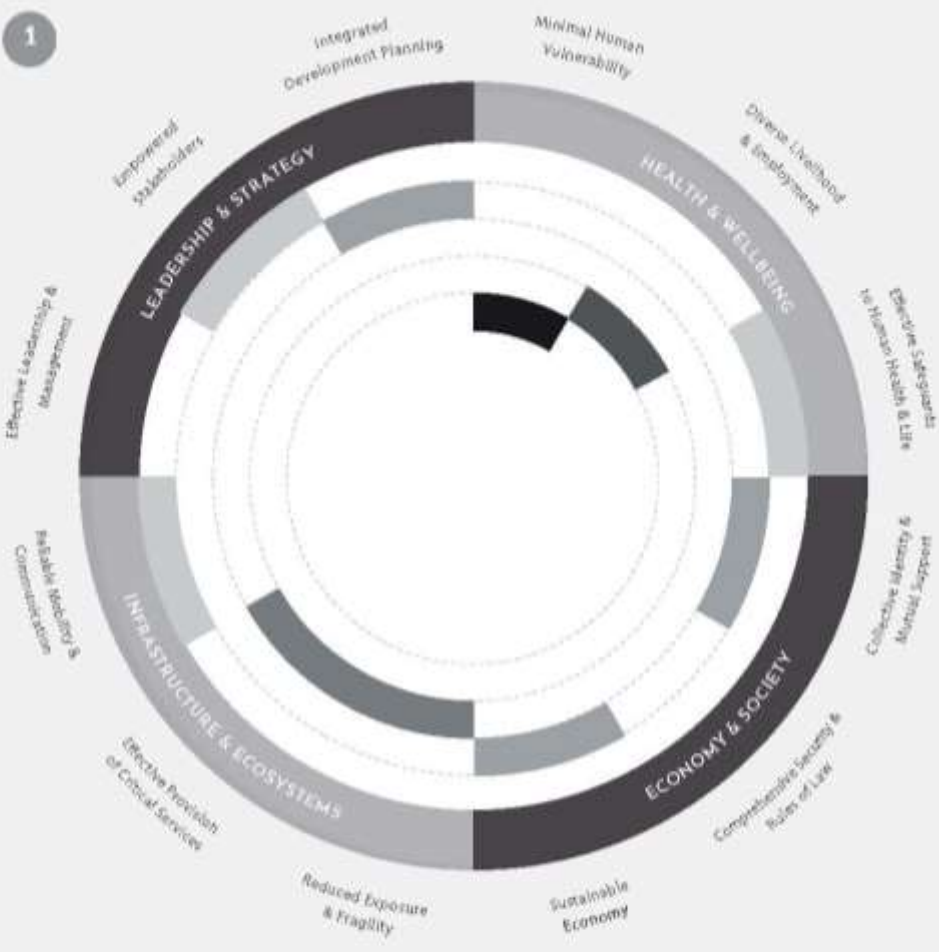 1
Integrated
Development Planning
Minimal Human
Vulnerability
Diverse Livelihood
& Employment
Effective Safeguards
to Human Health & Life
Collective Identity &
Mutual Support
Comprehensive Security &
Rules of Law
Sustainable
Economy
Reduced Exposure
& Fragility
Effective Provision
of Critical Services
Reliable Mobility &
Communication
Effective Leadership &
Management
Empowered
Stakeholders
LEADERSHIP & STRATEGY
HEALTH & WELLBEING
ECONOMY & SOCIETY
INFRASTRUCTURE & ECOSYSTEMS